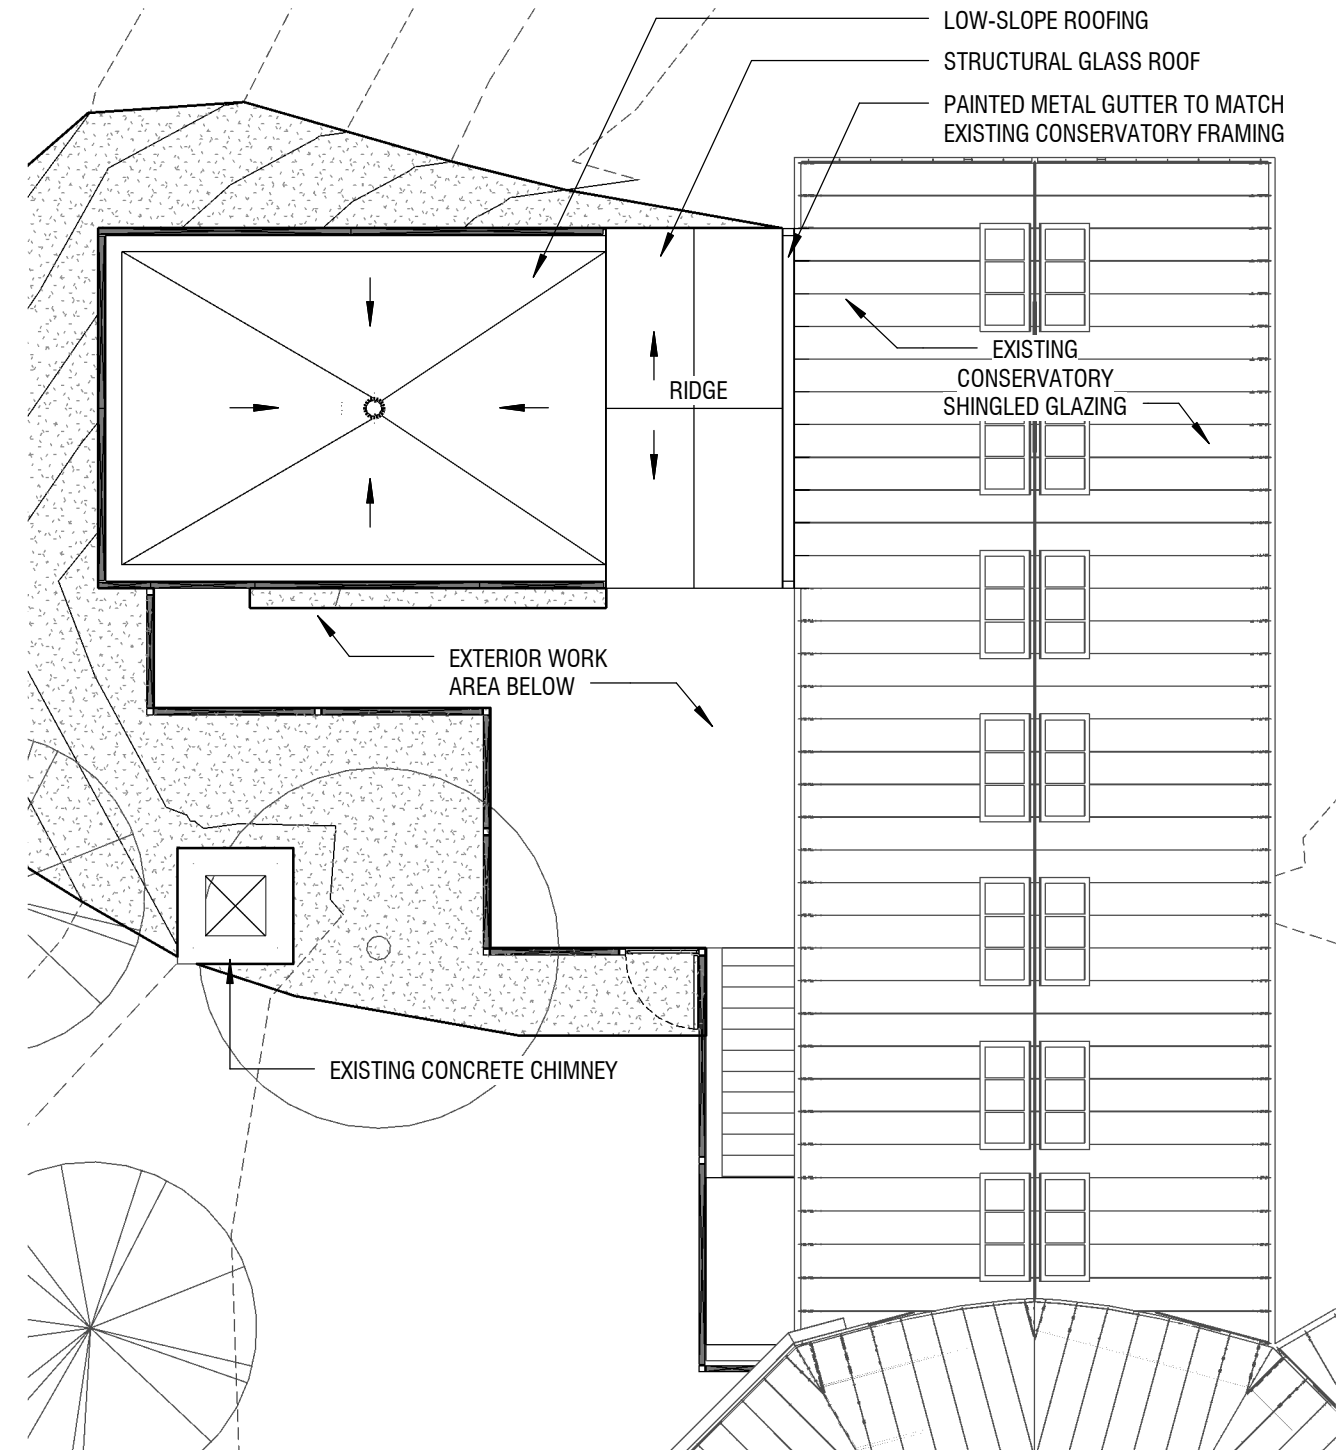 LOW-SLOPE ROOFING
STRUCTURAL GLASS ROOF
PAINTED METAL GUTTER TO MATCH
EXISTING CONSERVATORY FRAMING
EXISTING
CONSERVATORY
SHINGLED GLAZING
RIDGE
EXTERIOR WORK
AREA BELOW
EXISTING CONCRETE CHIMNEY